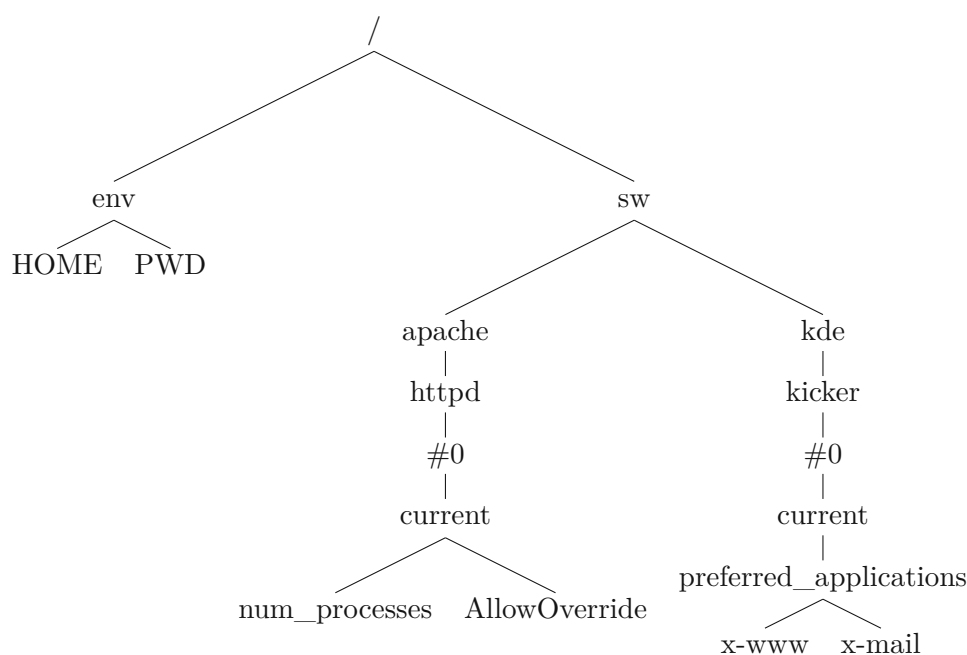 /
env sw
HOME PWD
apache kde
httpd kicker
#0 #0
current current
preferred_applications
num_processes AllowOverride
x-www x-mail